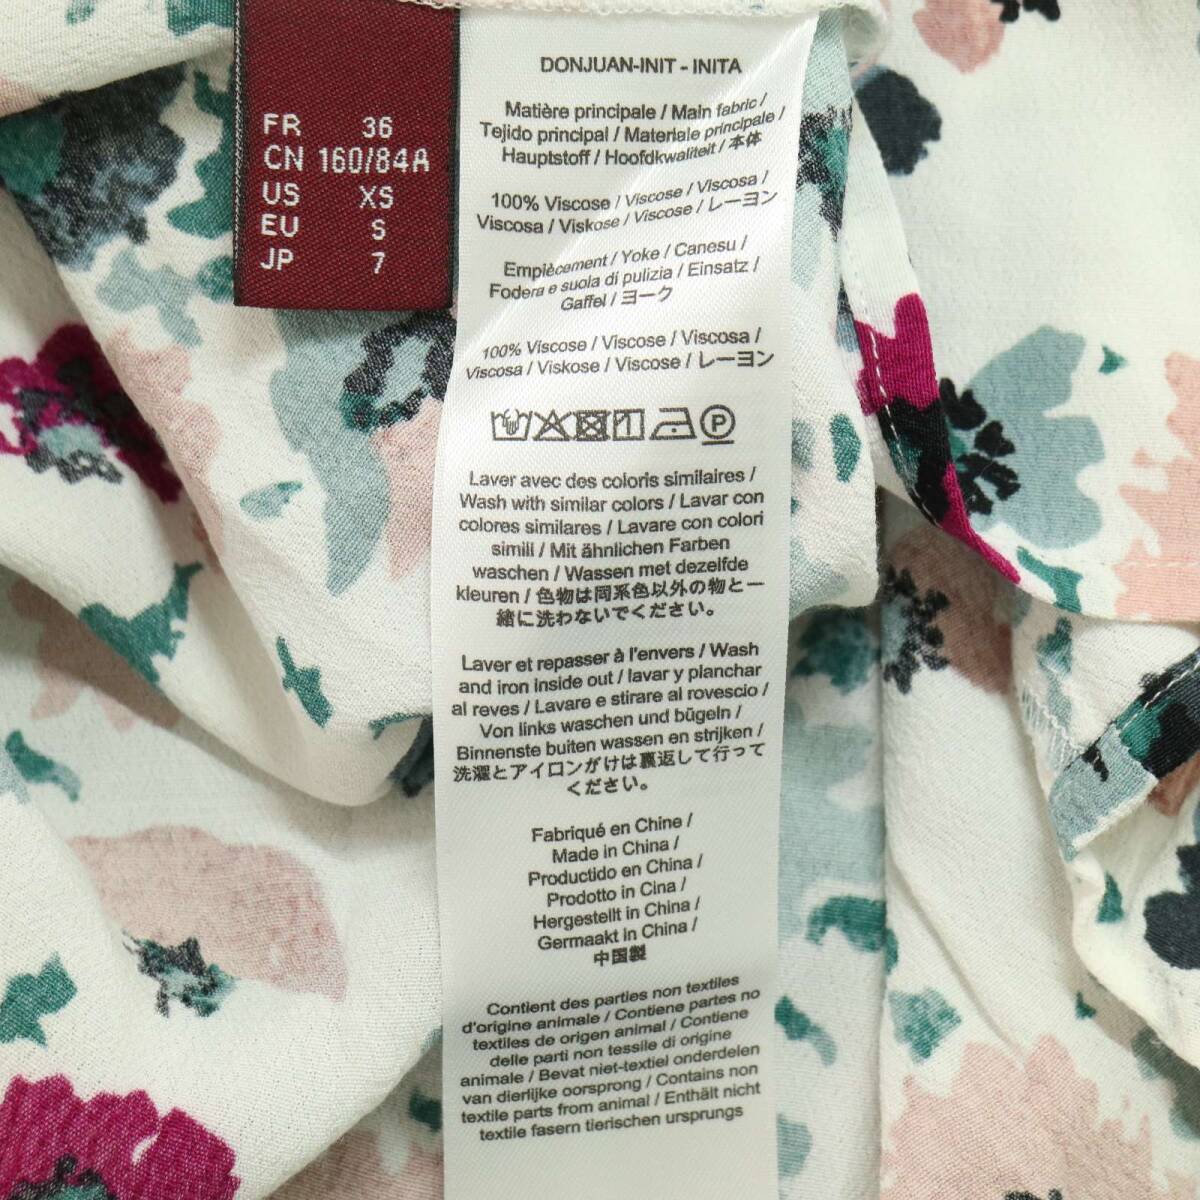 FR 36
CN 160/84A
US XS
EU S
JP 7
DONJUAN-INIT - INITA
Matière principale / Main fabric /
Tejido principal / Materiale principale /
Hauptstoff / Hoofdkwaliteit / 本体
100% Viscose / Viscose / Viscosa /
Viscosa / Viskose / Viscose / レーヨン
Empiècement / Yoke / Canesu /
Fodera e suola di pulizia / Einsatz /
Gaffel / ヨーク
100% Viscose / Viscose / Viscosa /
Viscosa / Viskose / Viscose / レーヨン
P
Laver avec des coloris similaires /
Wash with similar colors / Lavar con
colores similares / Lavare con colori
simili / Mit ähnlichen Farben
waschen / Wassen met dezelfde
kleuren / 色物は同系色以外の物と一
緒に洗わないでください。
Laver et repasser à l'envers / Wash
and iron inside out / lavar y planchar
al reves / Lavare e stirare al rovescio /
Von links waschen und bügeln /
Binnenste buiten wassen en strijken /
洗濯とアイロンがけは裏返して行って
ください。
Fabriqué en Chine /
Made in China /
Productido en China /
Prodotto in Cina /
Hergestellt in China /
Germaakt in China /
中国製
Contient des parties non textiles
d'origine animale / Contiene partes no
textiles de origen animal / Contiene
delle parti non tessile di origine
animale / Bevat niet-textiel onderdelen
van dierlijke oorsprong / Contains non
textile parts from animal / Enthält nicht
textile fasern tierischen ursprungs